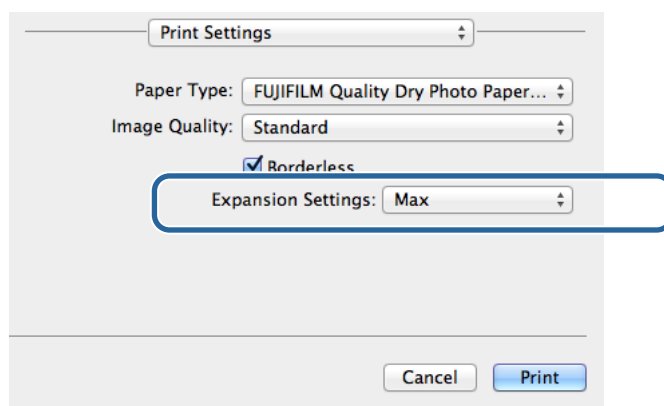 Print Settings
Paper Type: FUJIFILM Quality Dry Photo Paper...
Image Quality: Standard
Borderless
Expansion Settings: Max
Cancel Print